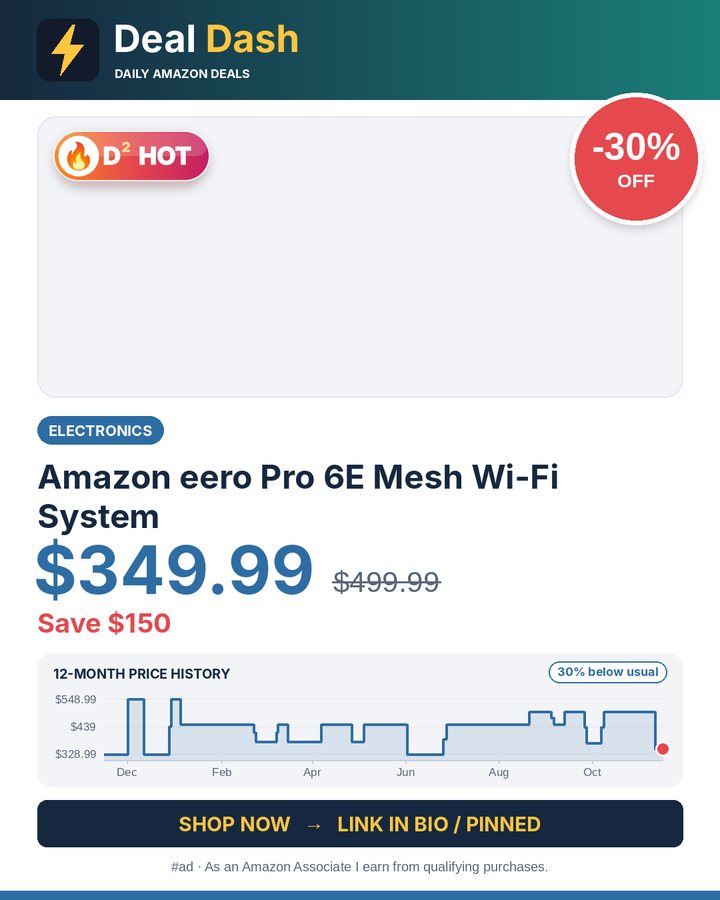 Deal Dash
DAILY AMAZON DEALS
-30%
OFF
D² HOT
ELECTRONICS
Amazon eero Pro 6E Mesh Wi-Fi
System
$349.99 $499.99
Save $150
12-MONTH PRICE HISTORY
30% below usual
$548.99
$439
$328.99
Dec Feb Apr Jun Aug Oct
SHOP NOW → LINK IN BIO / PINNED
#ad · As an Amazon Associate I earn from qualifying purchases.